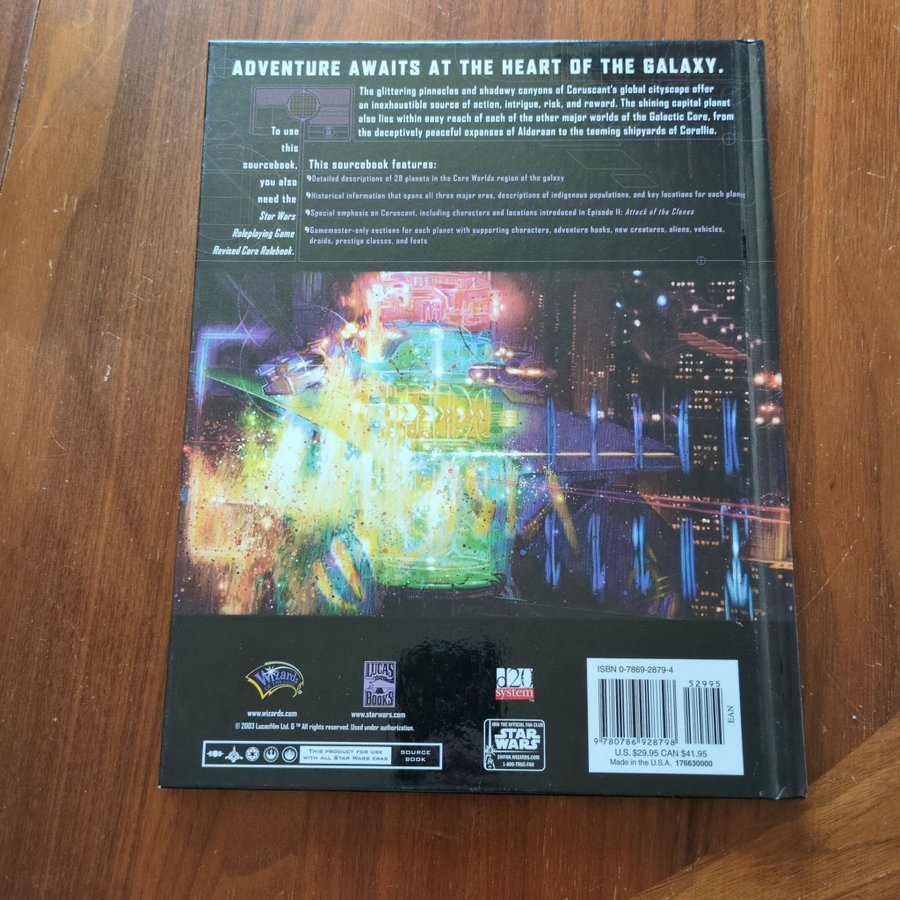 ADVENTURE AWAITS AT THE HEART OF THE GALAXY.
The glittering pinnacles and shadowy canyons of Coruscant's global cityscape offer
an inexhaustible source of action, intrigue, risk, and reward. The shining capital planet
also lies within easy reach of each of the other major worlds of the Galactic Core, from
the deceptively peaceful expanses of Alderaan to the teeming shipyards of Corellia.
To use
this
sourcebook,
you also
need the
Star Wars
Roleplaying Game
Revised Core Rulebook.
This sourcebook features:
Detailed descriptions of 28 planets in the Core Worlds region of the galaxy
Historical information that spans all three major eras, descriptions of indigenous populations, and key locations for each planet
Special emphasis on Coruscant, including characters and locations introduced in Episode II: Attack of the Clones
Gamemaster-only sections for each planet with supporting characters, adventure hooks, new creatures, aliens, vehicles,
droids, prestige classes, and feats
Wizards
www.wizards.com
LUCAS
BOOKS
www.starwars.com
d20
system
© 2003 Lucasfilm Ltd. & ™ All rights reserved. Used under authorization.
THIS PRODUCT FOR USE
WITH ALL STAR WARS ERAS
SOURCE
BOOK
JOIN THE OFFICIAL FAN CLUB
STAR
WARS
SWFAN.WIZARDS.COM
1-800-TRUE-FAN
ISBN 0-7869-2879-4
52995
EAN
9 780786 928798
U.S. $29.95 CAN $41.95
Made in the U.S.A. 176630000